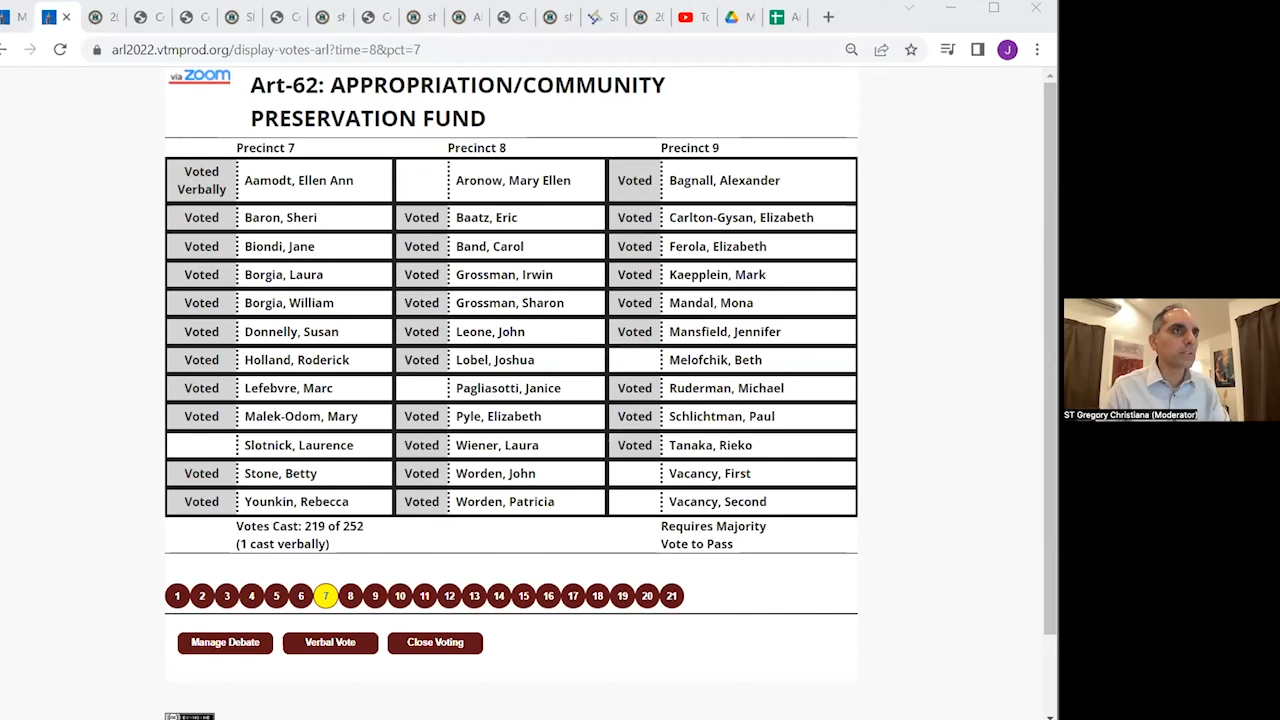 M
20
C
C
Sl
C
st
C
st
A
C
st
Si
20
To
M
A
arl2022.vtmprod.org/display-votes-arl?time=8&pct=7
J
via zoom
Art-62: APPROPRIATION/COMMUNITY
PRESERVATION FUND
Precinct 7 Precinct 8 Precinct 9
Voted Verbally Aamodt, Ellen Ann Aronow, Mary Ellen Voted Bagnall, Alexander
Voted Baron, Sheri Voted Baatz, Eric Voted Carlton-Gysan, Elizabeth
Voted Biondi, Jane Voted Band, Carol Voted Ferola, Elizabeth
Voted Borgia, Laura Voted Grossman, Irwin Voted Kaepplein, Mark
Voted Borgia, William Voted Grossman, Sharon Voted Mandal, Mona
Voted Donnelly, Susan Voted Leone, John Voted Mansfield, Jennifer
Voted Holland, Roderick Voted Lobel, Joshua Melofchik, Beth
Voted Lefebvre, Marc Pagliasotti, Janice Voted Ruderman, Michael
Voted Malek-Odom, Mary Voted Pyle, Elizabeth Voted Schlichtman, Paul
Slotnick, Laurence Voted Wiener, Laura Voted Tanaka, Rieko
Voted Stone, Betty Voted Worden, John Vacancy, First
Voted Younkin, Rebecca Voted Worden, Patricia Vacancy, Second
Votes Cast: 219 of 252 Requires Majority
(1 cast verbally) Vote to Pass
1 2 3 4 5 6 7 8 9 10 11 12 13 14 15 16 17 18 19 20 21
Manage Debate Verbal Vote Close Voting
ST Gregory Christiana (Moderator)